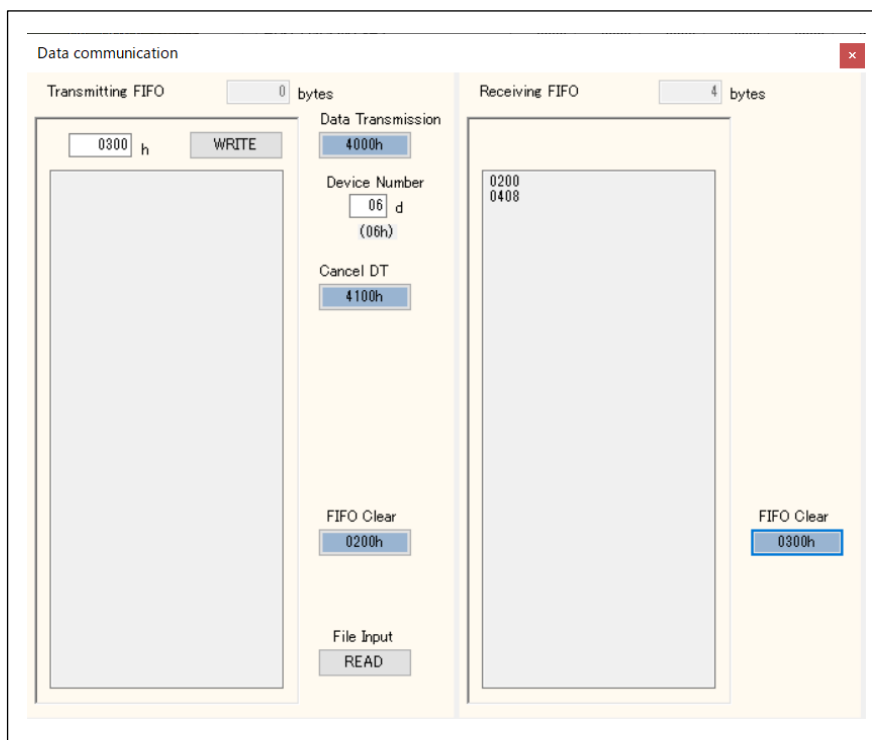 Data communication
×
Transmitting FIFO 0 bytes
0300 h WRITE
Data Transmission
4000h
Device Number
06 d
(06h)
Cancel DT
4100h
FIFO Clear
0200h
File Input
READ
Receiving FIFO 4 bytes
0200
0408
FIFO Clear
0300h